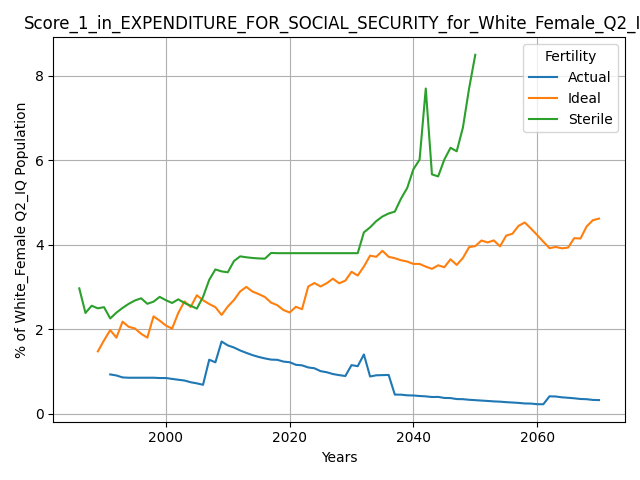 Score_1_in_EXPENDITURE_FOR_SOCIAL_SECURITY_for_White_Female_Q2_I
% of White_Female Q2_IQ Population
8
6
4
2
0
Fertility
Actual
Ideal
Sterile
2000
2020
2040
2060
Years